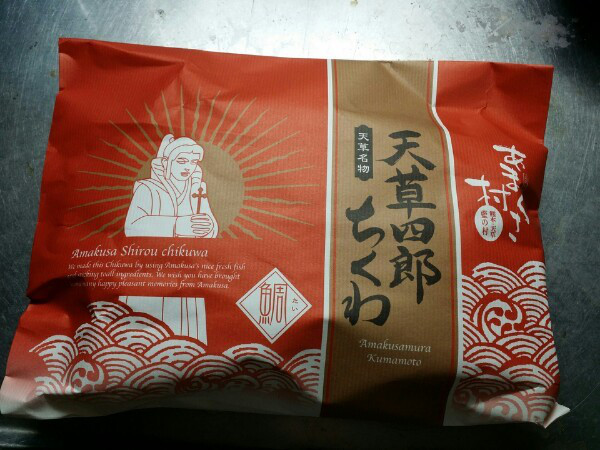 Amakusa Shirou chikuwa
We made this Chikuwa by using Amakusa's nice fresh fish
ingredients. We wish you have brought
happy pleasant memories from Amakusa.
鯛
たい
天草名物
天草四郎
ちくわ
Amakusamura
Kumamoto
あまくさ
村